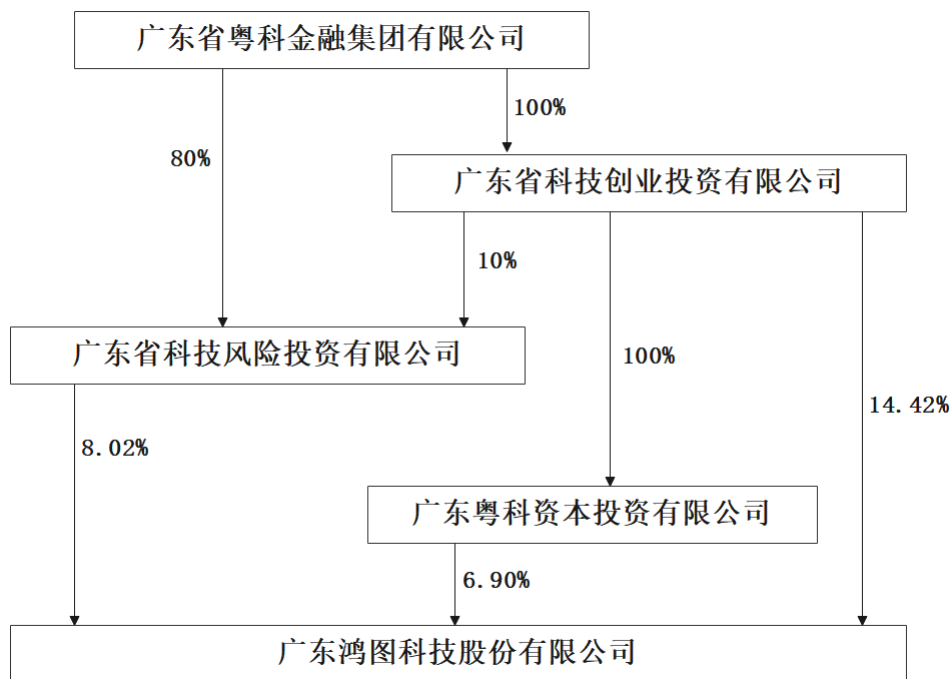 广东省粤科金融集团有限公司
100%
80%
广东省科技创业投资有限公司
10%
广东省科技风险投资有限公司
100%
14.42%
8.02%
广东粤科资本投资有限公司
6.90%
广东鸿图科技股份有限公司